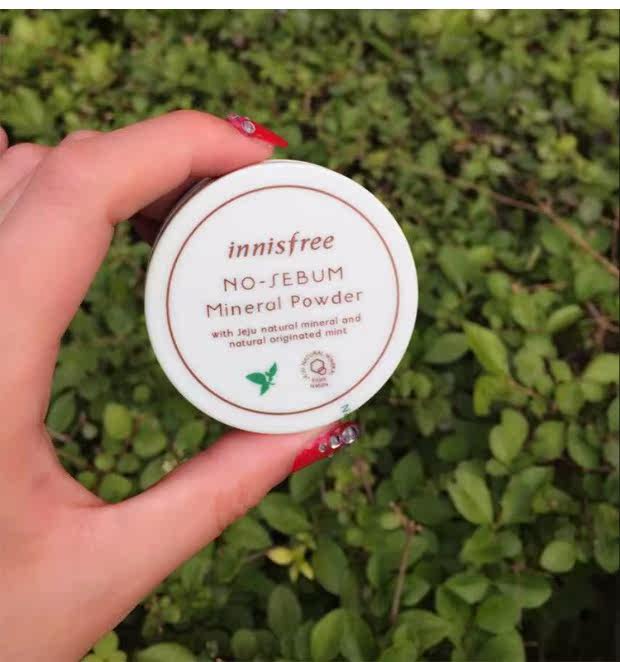 innisfree
NO-SEBUM
Mineral Powder
with Jeju natural mineral and
natural originated mint